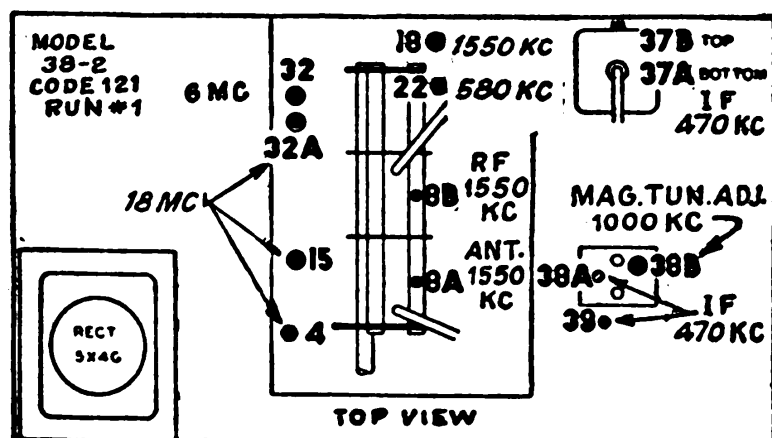 MODEL
38-2
CODE 121
RUN #1
6 MC
32
32A
18 MC
15
4
18 1550 KC
22 580 KC
RF
8B 1550
KC
ANT.
8A 1550
KC
37B TOP
37A BOTTOM
IF
470 KC
MAG. TUN. ADJ.
1000 KC
38A
38B
39
IF
470 KC
RECT
5X4G
TOP VIEW